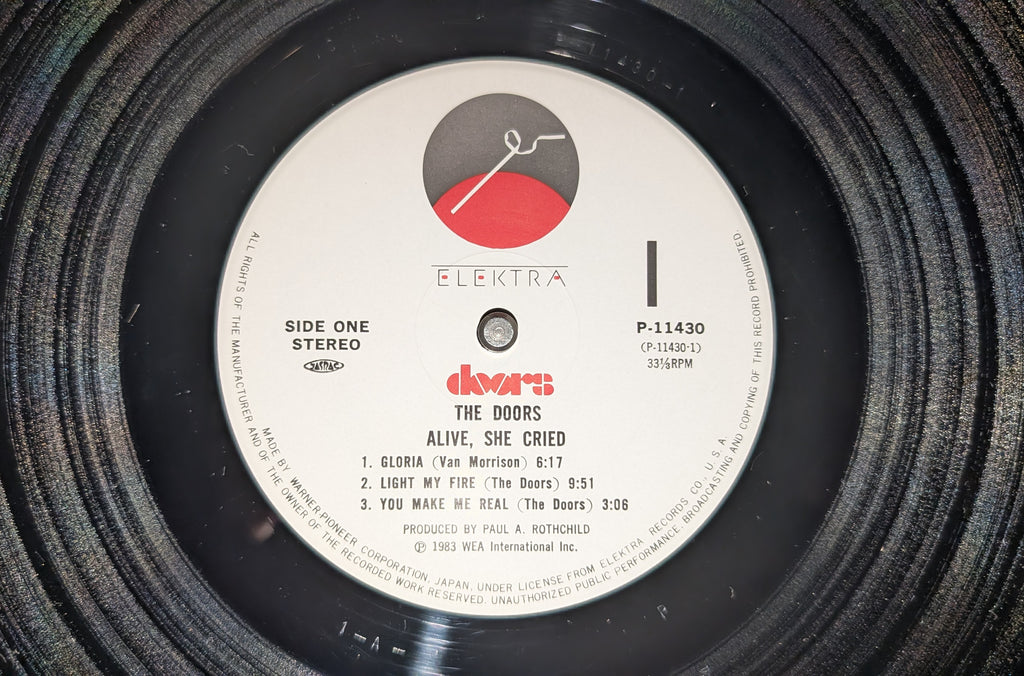 ELEKTRA
SIDE ONE
STEREO
JASRAC
P-11430
(P-11430-1)
33⅓RPM
doors
THE DOORS
ALIVE, SHE CRIED
1. GLORIA (Van Morrison) 6:17
2. LIGHT MY FIRE (The Doors) 9:51
3. YOU MAKE ME REAL (The Doors) 3:06
PRODUCED BY PAUL A. ROTHCHILD
Ⓟ 1983 WEA International Inc.
MADE BY WARNER-PIONEER CORPORATION, JAPAN, UNDER LICENSE FROM ELEKTRA RECORDS CO., U. S. A.
ALL RIGHTS OF THE MANUFACTURER AND OF THE OWNER OF THE RECORDED WORK RESERVED. UNAUTHORIZED PUBLIC PERFORMANCE, BROADCASTING AND COPYING OF THIS RECORD PROHIBITED.
1-A-
P